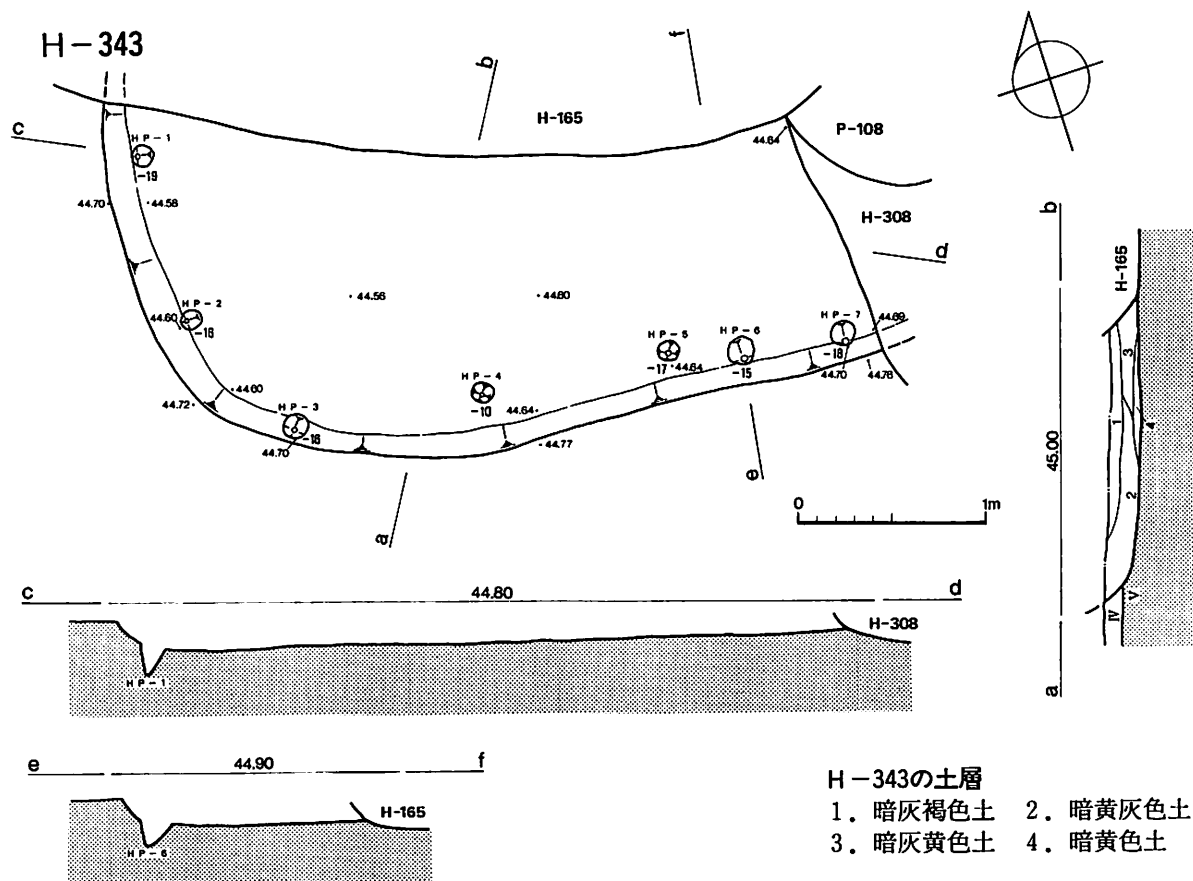 H-343
f
b
H-165
P-108
44.64
c
HP-1
-19
44.70 44.58
H-308
d
b
H-165
HP-2
44.60
-16
44.56 44.60
HP-7
44.69
HP-5 HP-6
-18
-17 44.64 -15
44.70 44.76
44.60
HP-4
-10
44.64
44.72
HP-3
-16
44.70
44.77
e
a
0 1m
3
1
4
45.00
2
V
IV
a
c 44.80 d
H-308
HP-1
e 44.90 f
H-165
HP-6
H-343の土層
1. 暗灰褐色土 2. 暗黄灰色土
3. 暗灰黄色土 4. 暗黄色土